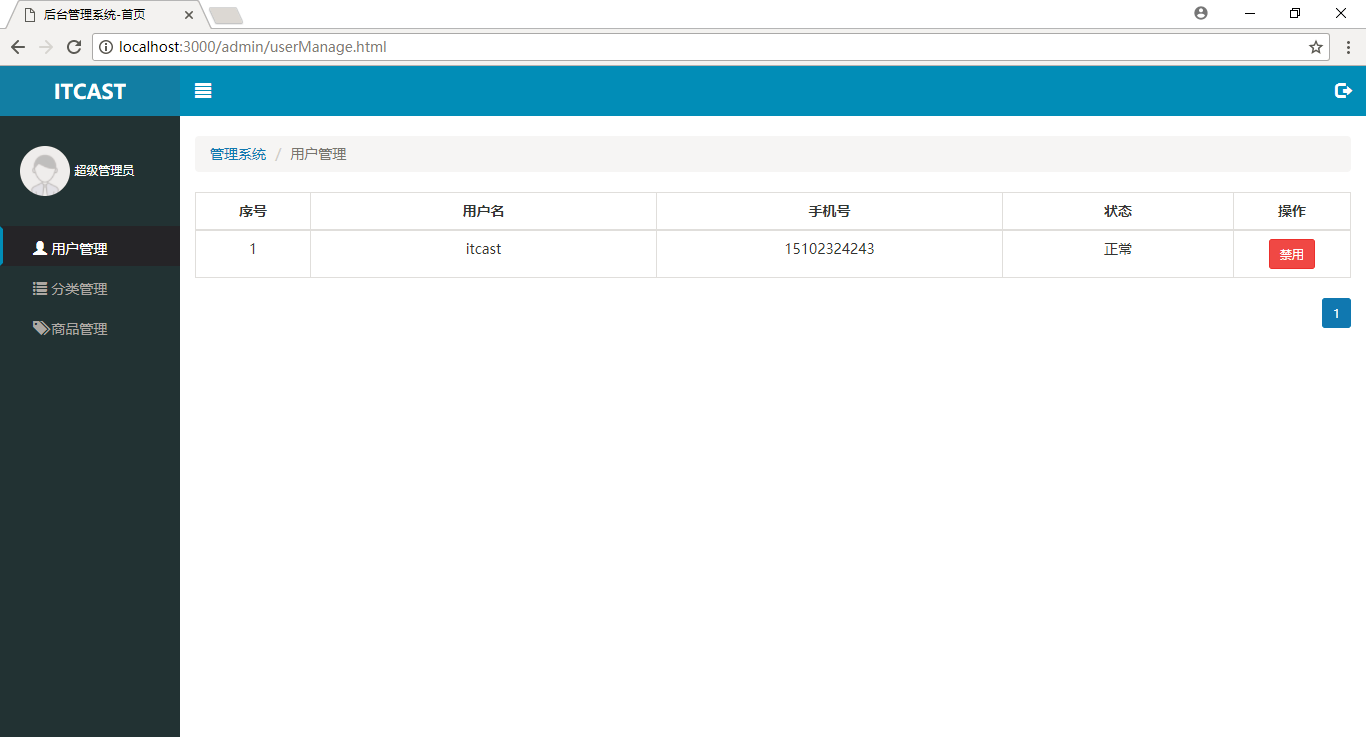 后台管理系统-首页
localhost:3000/admin/userManage.html
ITCAST
超级管理员
用户管理
分类管理
商品管理
管理系统 / 用户管理
序号 用户名 手机号 状态 操作
1 itcast 15102324243 正常 禁用
1